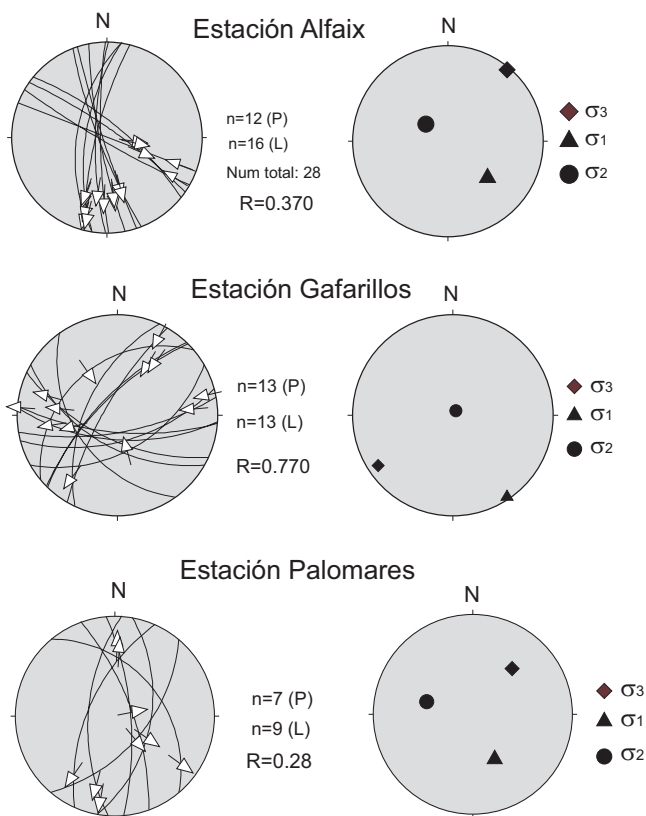 Estación Alfaix
N
N
n=12 (P)
n=16 (L)
Num total: 28
R=0.370
σ3
σ1
σ2
Estación Gafarillos
N
N
n=13 (P)
n=13 (L)
R=0.770
σ3
σ1
σ2
Estación Palomares
N
N
n=7 (P)
n=9 (L)
R=0.28
σ3
σ1
σ2